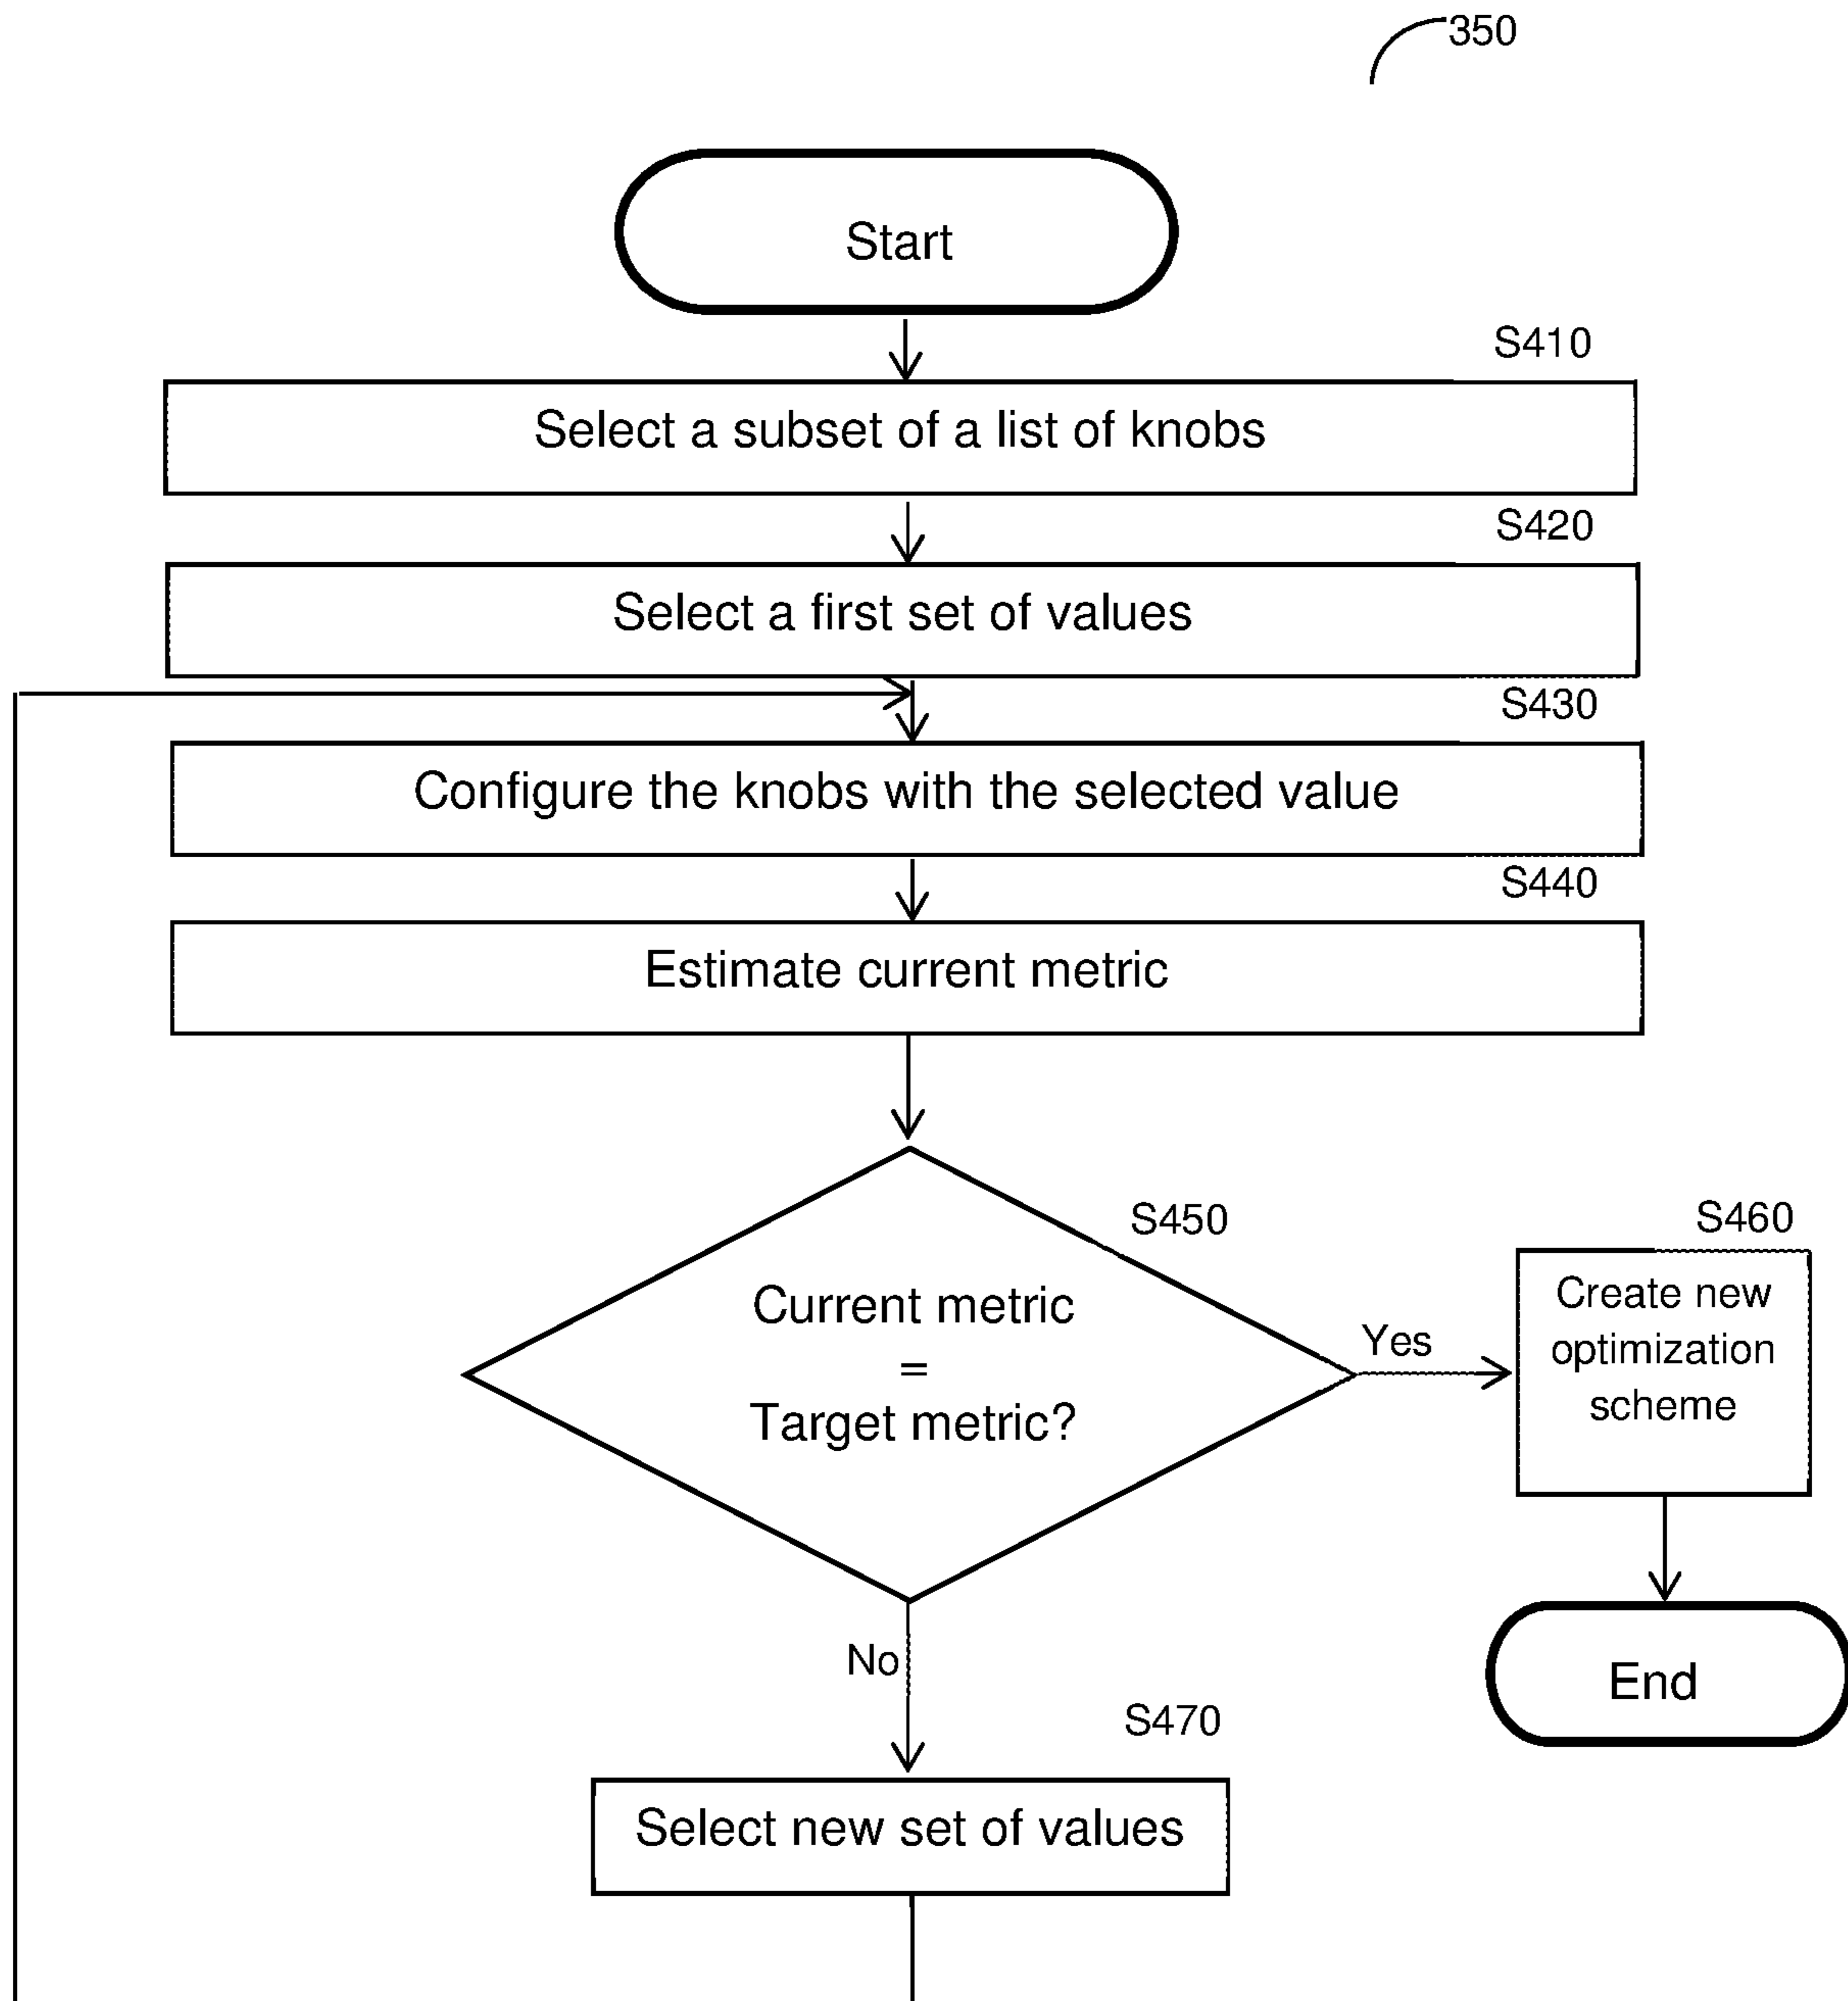 350
Start
S410
Select a subset of a list of knobs
S420
Select a first set of values
S430
Configure the knobs with the selected value
S440
Estimate current metric
S450
Current metric
=
Target metric?
Yes
S460
Create new
optimization
scheme
End
No
S470
Select new set of values